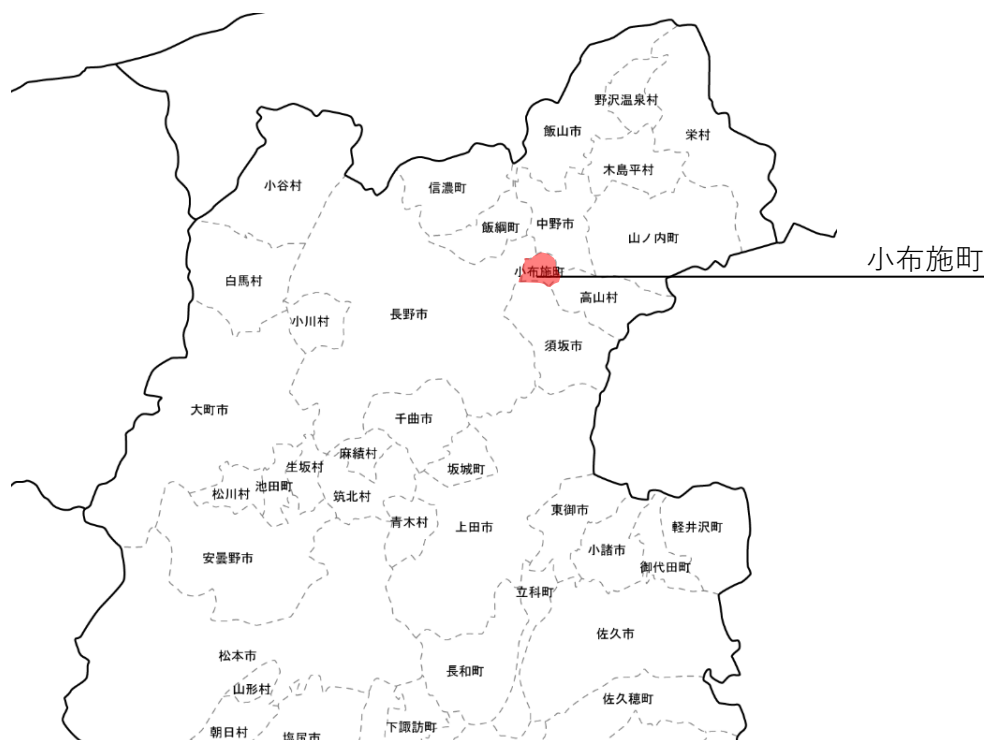 野沢温泉村
飯山市
栄村
木島平村
小谷村
信濃町
飯綱町
中野市
山ノ内町
小布施町
小布施町
白馬村
高山村
小川村
長野市
須坂市
大町市
千曲市
麻績村
生坂村
坂城町
池田町
松川村
筑北村
東御市
青木村
上田市
軽井沢町
小諸市
安曇野市
御代田町
立科町
佐久市
松本市
長和町
山形村
佐久穂町
下諏訪町
朝日村
塩尻市